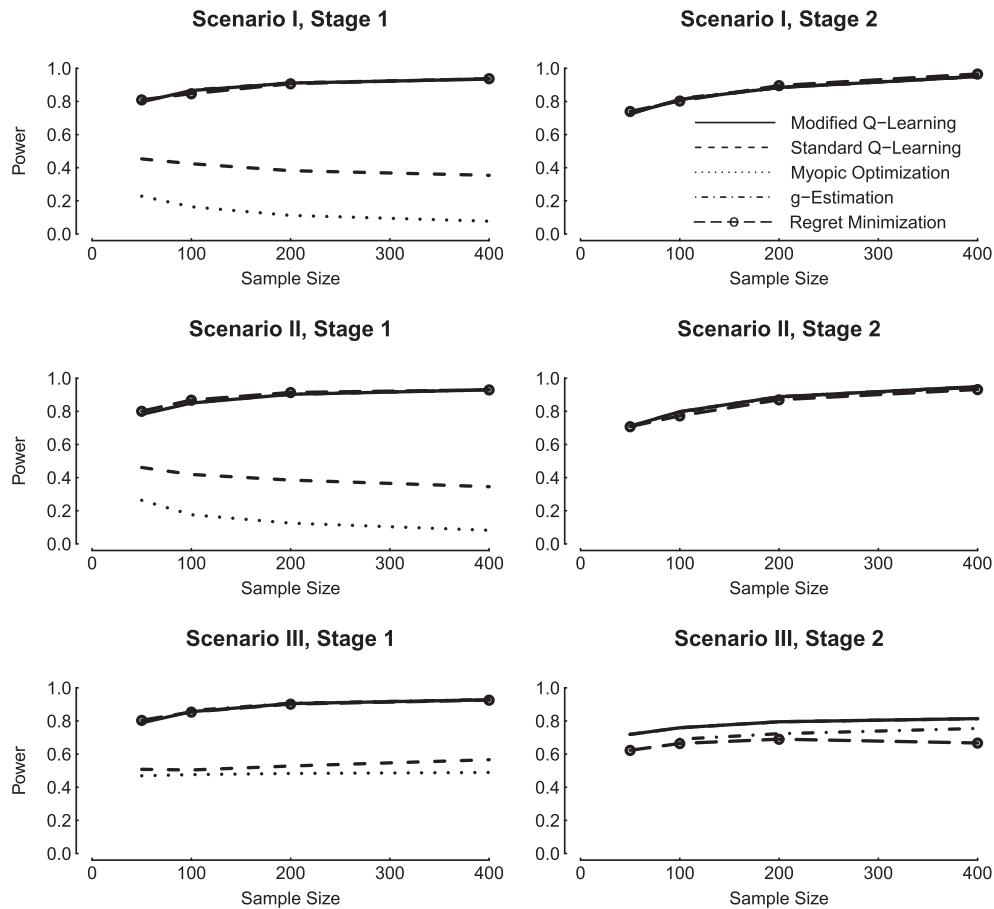 Scenario I, Stage 1
Power
1.0
0.8
0.6
0.4
0.2
0.0
0 100 200 300 400
Sample Size
Scenario I, Stage 2
1.0
0.8
0.6
0.4
0.2
0.0
Modified Q−Learning
Standard Q−Learning
Myopic Optimization
g−Estimation
Regret Minimization
0 100 200 300 400
Sample Size
Scenario II, Stage 1
Power
1.0
0.8
0.6
0.4
0.2
0.0
0 100 200 300 400
Sample Size
Scenario II, Stage 2
1.0
0.8
0.6
0.4
0.2
0.0
0 100 200 300 400
Sample Size
Scenario III, Stage 1
Power
1.0
0.8
0.6
0.4
0.2
0.0
0 100 200 300 400
Sample Size
Scenario III, Stage 2
1.0
0.8
0.6
0.4
0.2
0.0
0 100 200 300 400
Sample Size